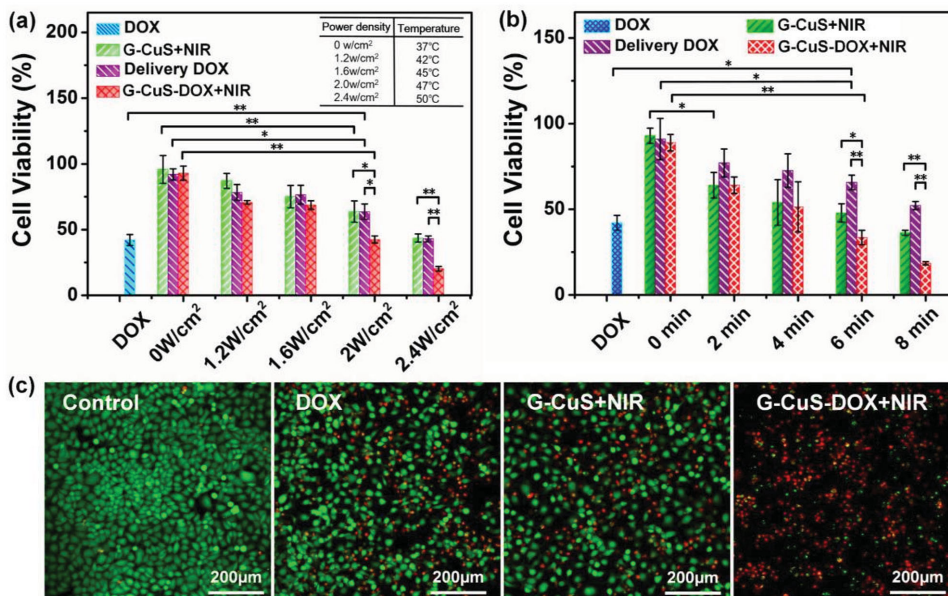 (a)
DOX
G-CuS+NIR
Delivery DOX
G-CuS-DOX+NIR
Power density Temperature
0 w/cm² 37°C
1.2w/cm² 42°C
1.6w/cm² 45°C
2.0w/cm² 47°C
2.4w/cm² 50°C
Cell Viability (%)
200
150
100
50
0
**
**
*
**
*
*
**
**
DOX
0W/cm²
1.2W/cm²
1.6W/cm²
2W/cm²
2.4W/cm²
(b)
DOX G-CuS+NIR
Delivery DOX G-CuS-DOX+NIR
Cell Viability (%)
150
100
50
0
*
*
**
*
*
**
**
**
DOX
0 min
2 min
4 min
6 min
8 min
(c)
Control
200μm
DOX
200μm
G-CuS+NIR
200μm
G-CuS-DOX+NIR
200μm